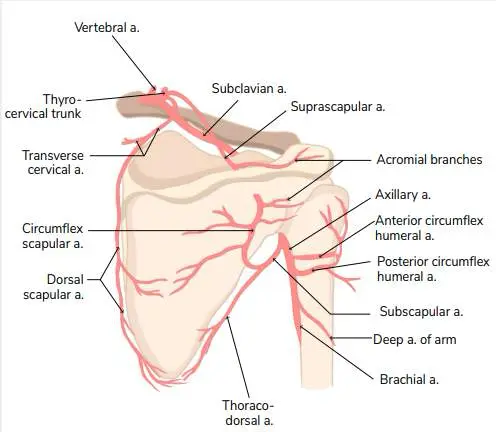 Vertebral a.
Thyro-
cervical trunk
Transverse
cervical a.
Circumflex
scapular a.
Dorsal
scapular a.
Subclavian a.
Suprascapular a.
Acromial branches
Axillary a.
Anterior circumflex
humeral a.
Posterior circumflex
humeral a.
Subscapular a.
Deep a. of arm
Brachial a.
Thoraco-
dorsal a.